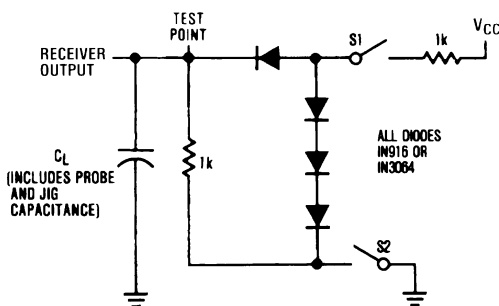 TEST
POINT
RECEIVER
OUTPUT
S1
1k
VCC
CL
(INCLUDES PROBE
AND JIG
CAPACITANCE)
1k
ALL DIODES
IN916 OR
IN3064
S2